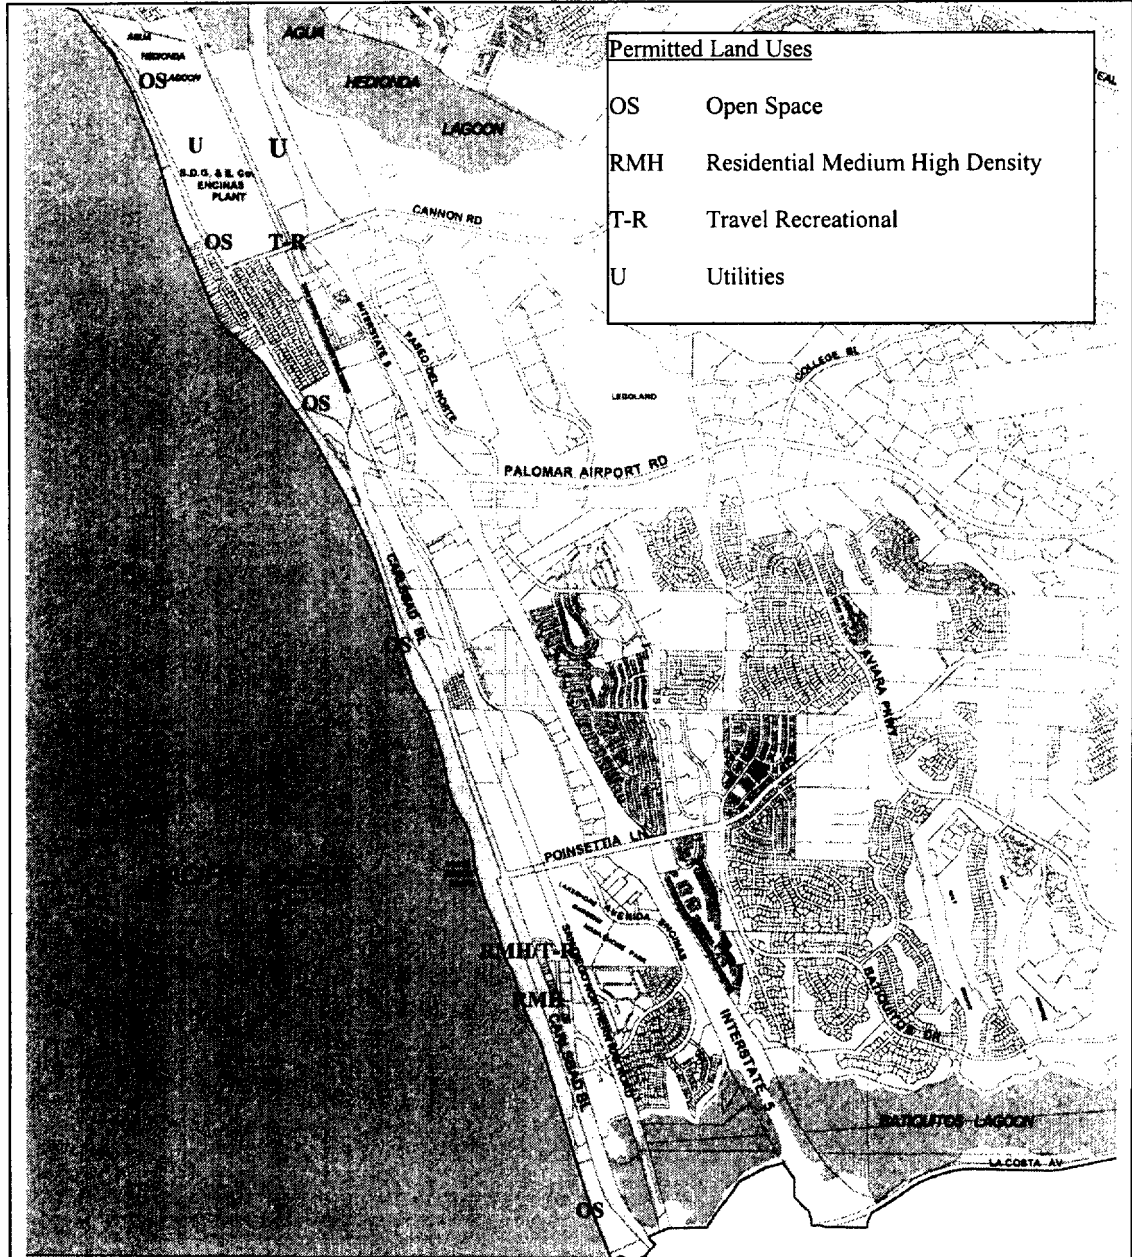 AGUA
HEDIONDA
OS LAGOON
AGUA
HEDIONDA
LAGOON
Permitted Land Uses
OS Open Space
RMH Residential Medium High Density
T-R Travel Recreational
U Utilities
U
U
S.D.G. & E. Co.
ENCINAS
PLANT
CANNON RD
OS
T-R
INTERSTATE 5
PASEO DEL NORTE
COLLEGE BL
LEGOLAND
OS
PALOMAR AIRPORT RD
CARLSBAD BL
OS
AVIARA PKWY
POINSETTIA LN
AVENIDA ENCINAS
RMH/T-R
RMH
CARLSBAD BL
INTERSTATE 5
BATIQUITOS DR
BATIQUITOS LAGOON
LA COSTA AV
OS